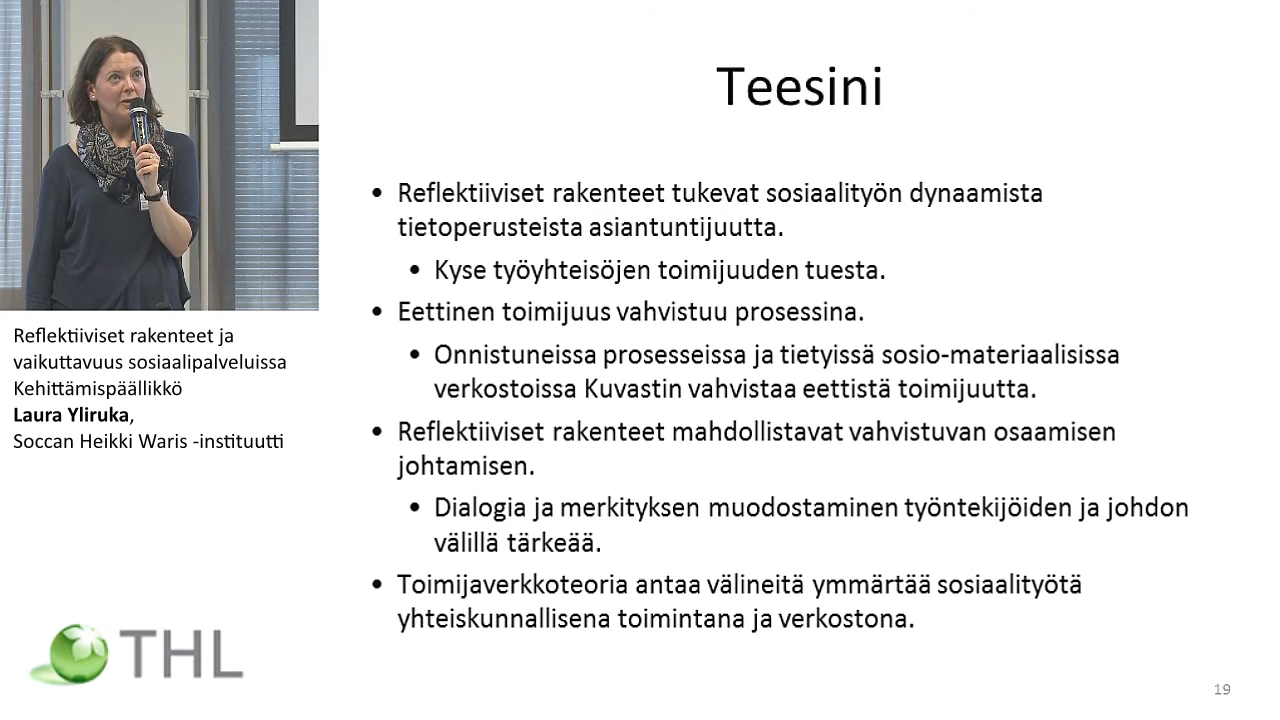 Teesini
• Reflektiiviset rakenteet tukevat sosiaalityön dynaamista
tietoperusteista asiantuntijuutta.
• Kyse työyhteisöjen toimijuuden tuesta.
• Eettinen toimijuus vahvistuu prosessina.
• Onnistuneissa prosesseissa ja tietyissä sosio-materiaalisissa
verkostoissa Kuvastin vahvistaa eettistä toimijuutta.
• Reflektiiviset rakenteet mahdollistavat vahvistuvan osaamisen
johtamisen.
• Dialogia ja merkityksen muodostaminen työntekijöiden ja johdon
välillä tärkeää.
• Toimijaverkkoteoria antaa välineitä ymmärtää sosiaalityötä
yhteiskunnallisena toimintana ja verkostona.
Reflektiiviset rakenteet ja
vaikuttavuus sosiaalipalveluissa
Kehittämispäällikkö
Laura Yliruka,
Soccan Heikki Waris -instituutti
THL
19